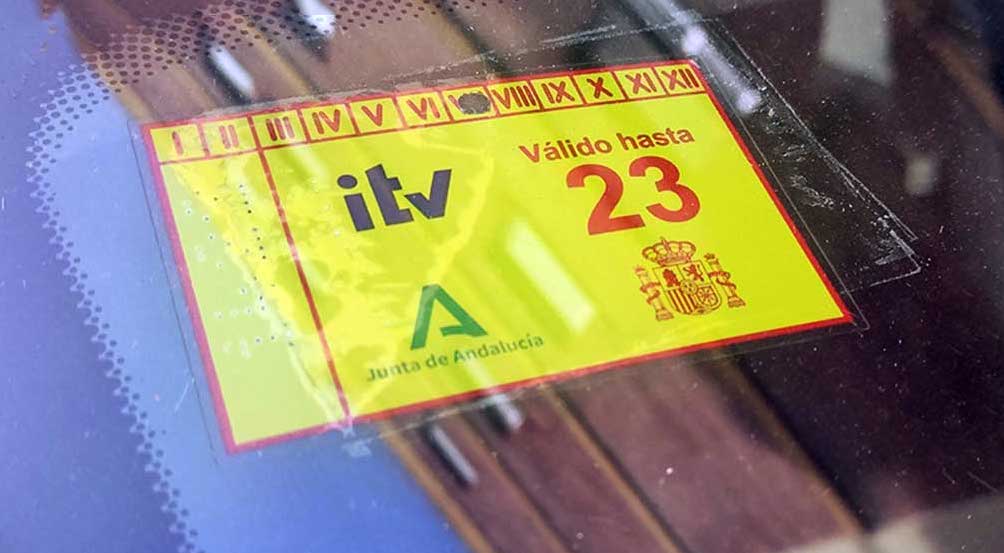 I II III IV V VI VIII IX X XI XII
itv
Válido hasta
23
Junta de Andalucía